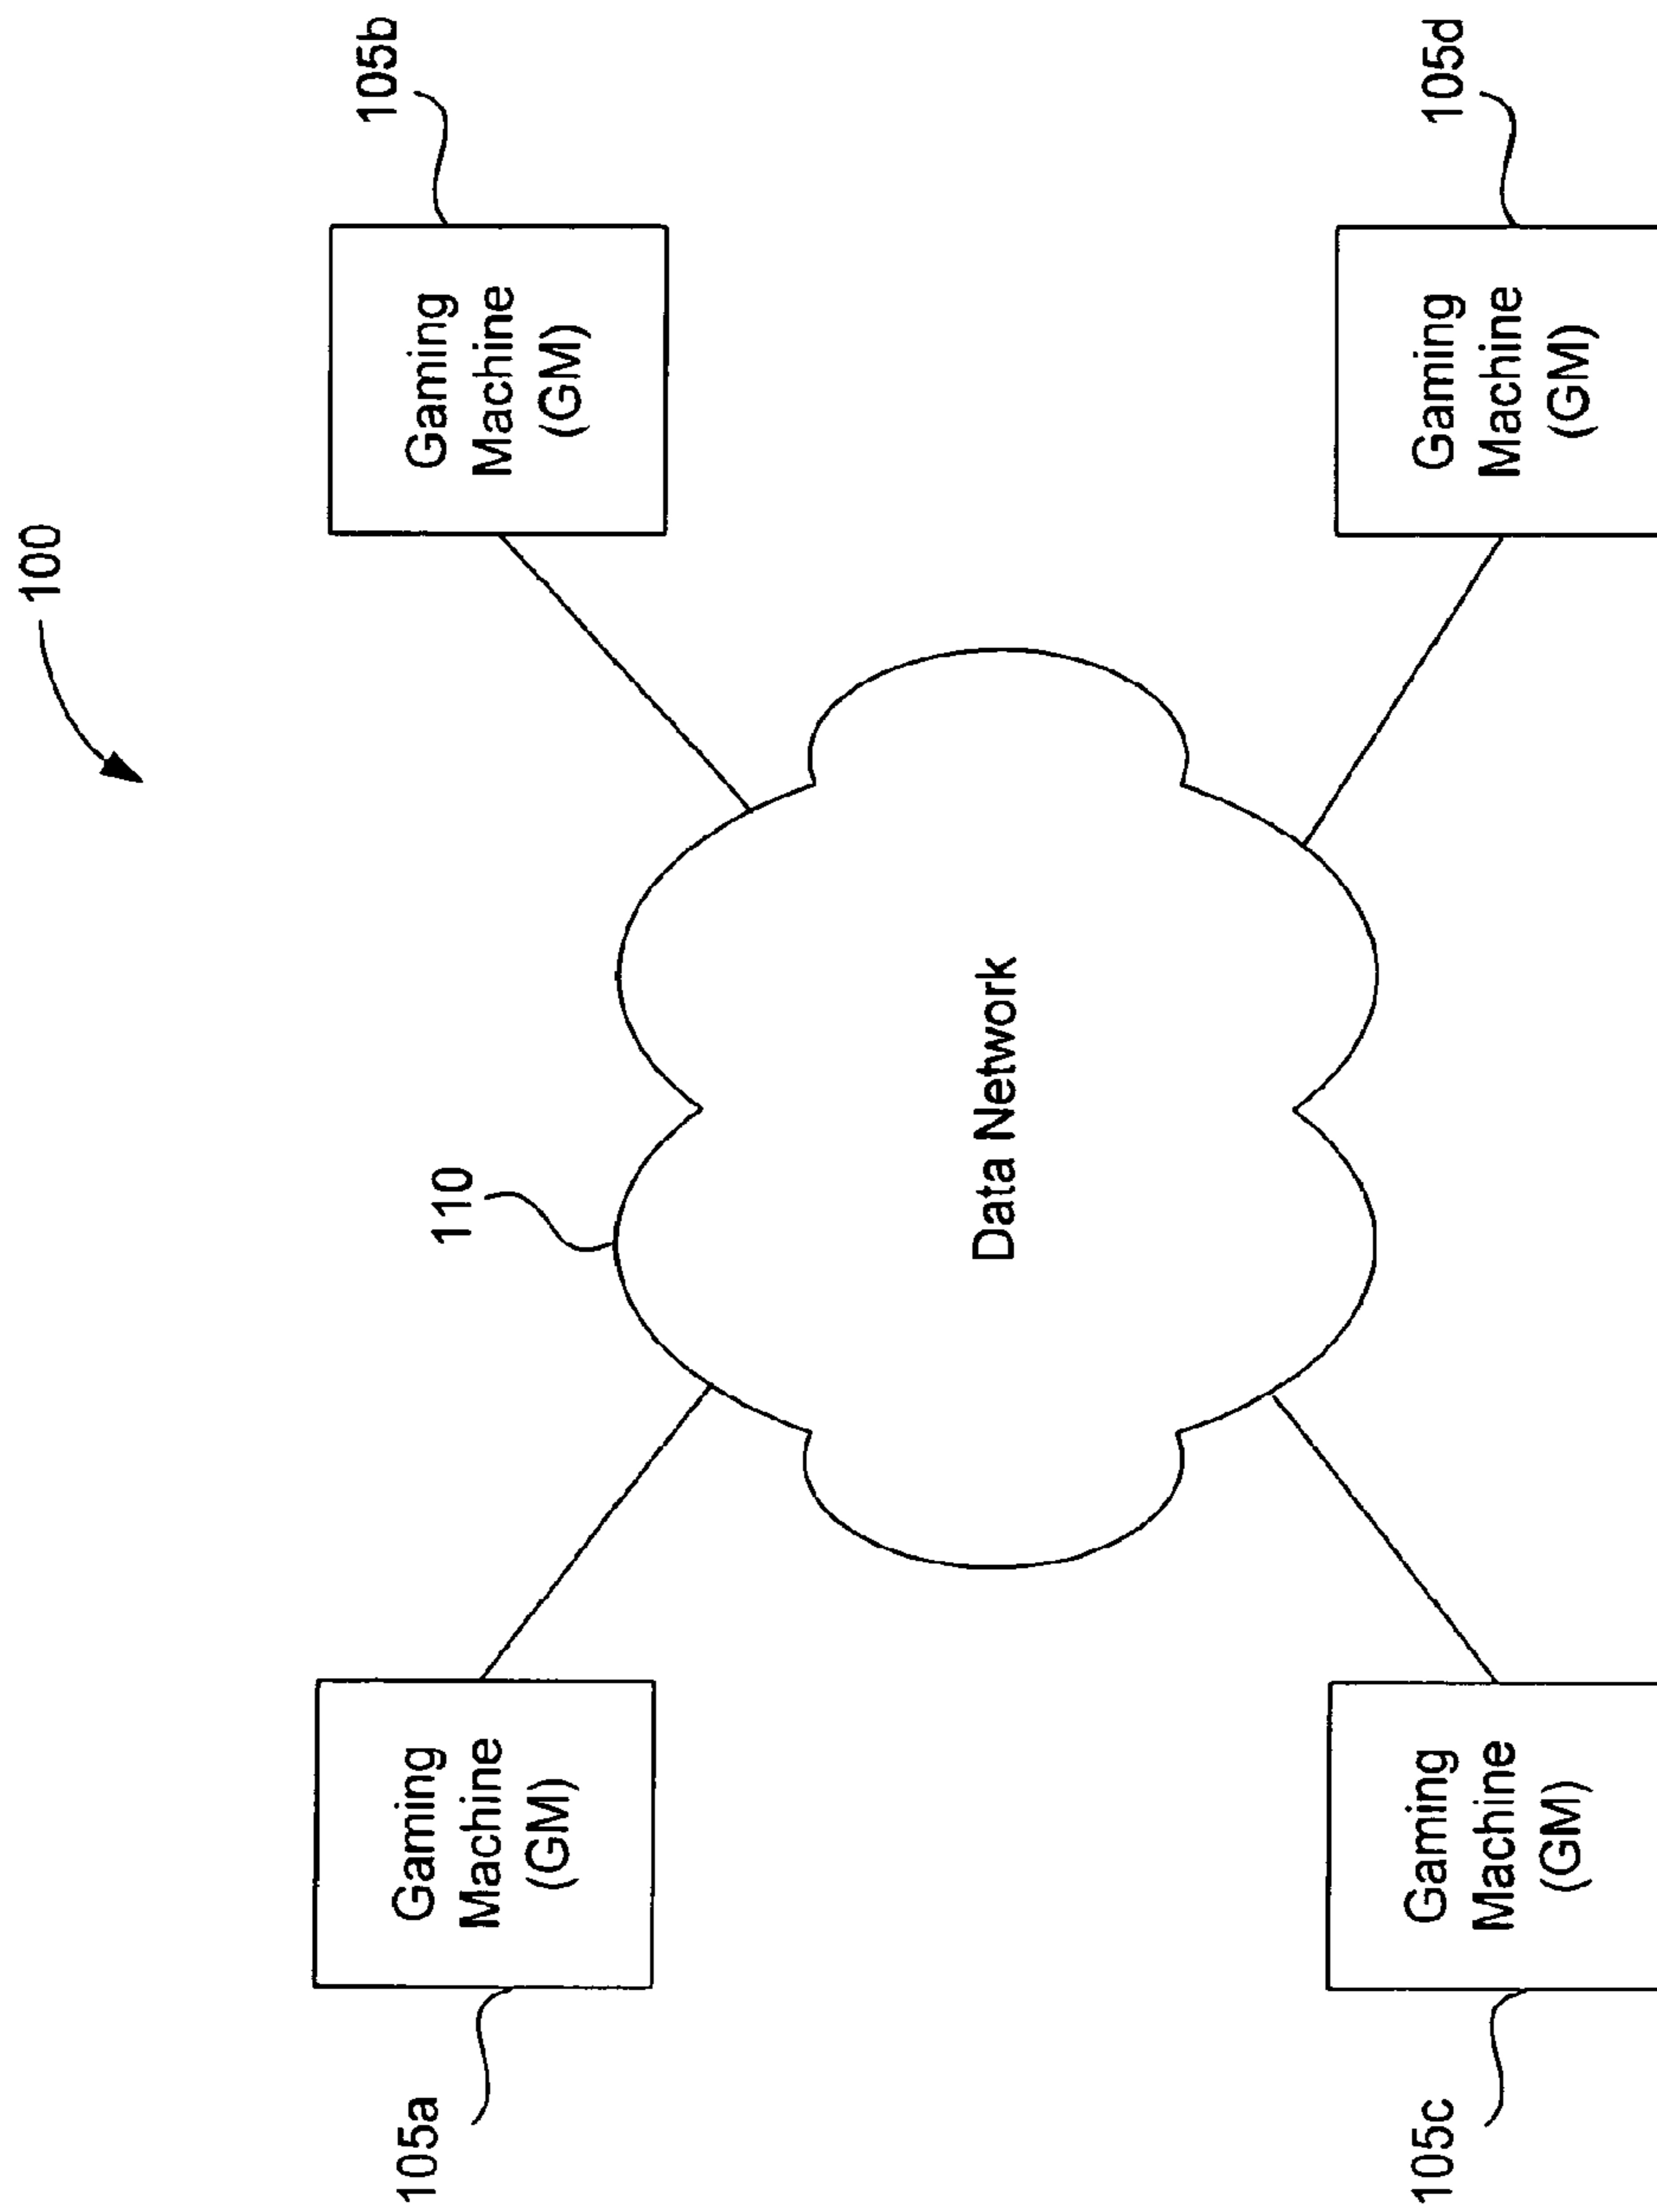 100
105a
Gaming
Machine
(GM)
110
Gaming
Machine
(GM)
105b
Data Network
105c
Gaming
Machine
(GM)
Gaming
Machine
(GM)
105d